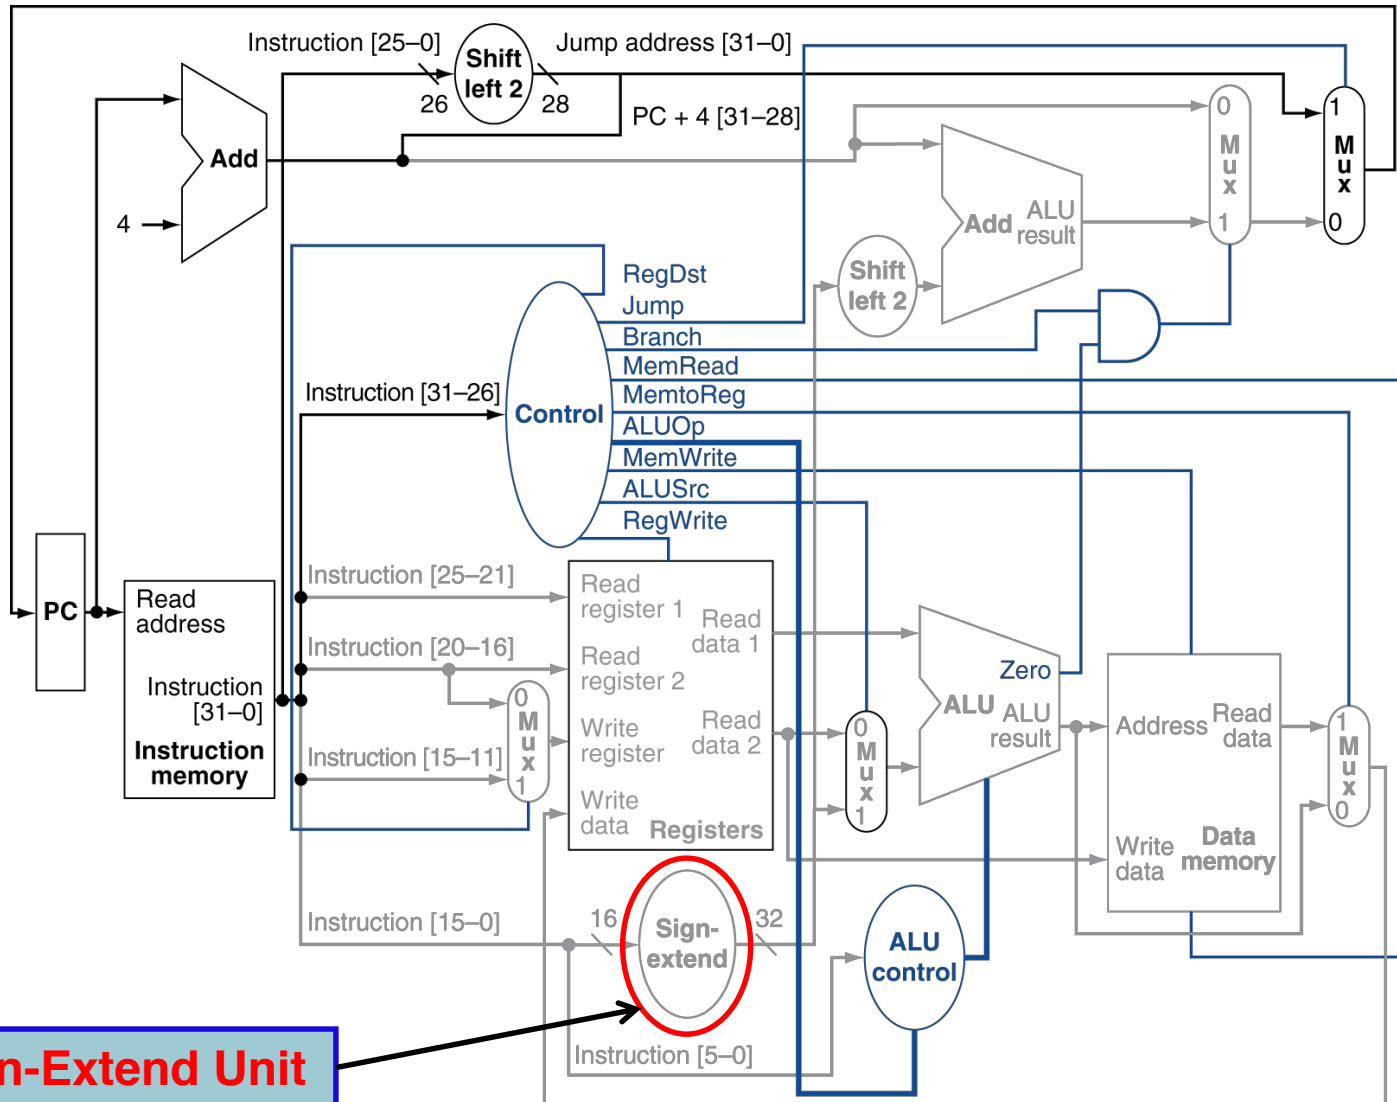 Instruction [25–0]
Shift
left 2
Jump address [31–0]
26
28
PC + 4 [31–28]
Add
4
0
M
u
x
1
1
M
u
x
0
Add
ALU
result
Shift
left 2
RegDst
Jump
Branch
MemRead
MemtoReg
ALUOp
MemWrite
ALUSrc
RegWrite
Instruction [31–26]
Control
PC
Read
address
Instruction
[31–0]
Instruction
memory
Instruction [25–21]
Instruction [20–16]
Instruction [15–11]
0
M
u
x
1
Read
register 1
Read
register 2
Write
register
Write
data
Read
data 1
Read
data 2
Registers
0
M
u
x
1
Zero
ALU
ALU
result
Address
Read
data
Write
data
Data
memory
1
M
u
x
0
Instruction [15–0]
16
Sign-
extend
32
ALU
control
Instruction [5–0]
n-Extend Unit